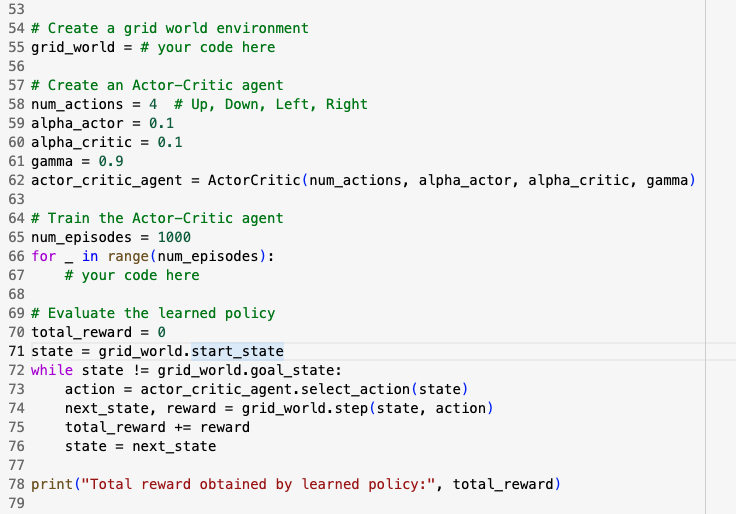 53
54 # Create a grid world environment
55 grid_world = # your code here
56
57 # Create an Actor-Critic agent
58 num_actions = 4  # Up, Down, Left, Right
59 alpha_actor = 0.1
60 alpha_critic = 0.1
61 gamma = 0.9
62 actor_critic_agent = ActorCritic(num_actions, alpha_actor, alpha_critic, gamma)
63
64 # Train the Actor-Critic agent
65 num_episodes = 1000
66 for _ in range(num_episodes):
67     # your code here
68
69 # Evaluate the learned policy
70 total_reward = 0
71 state = grid_world.start_state
72 while state != grid_world.goal_state:
73     action = actor_critic_agent.select_action(state)
74     next_state, reward = grid_world.step(state, action)
75     total_reward += reward
76     state = next_state
77
78 print("Total reward obtained by learned policy:", total_reward)
79